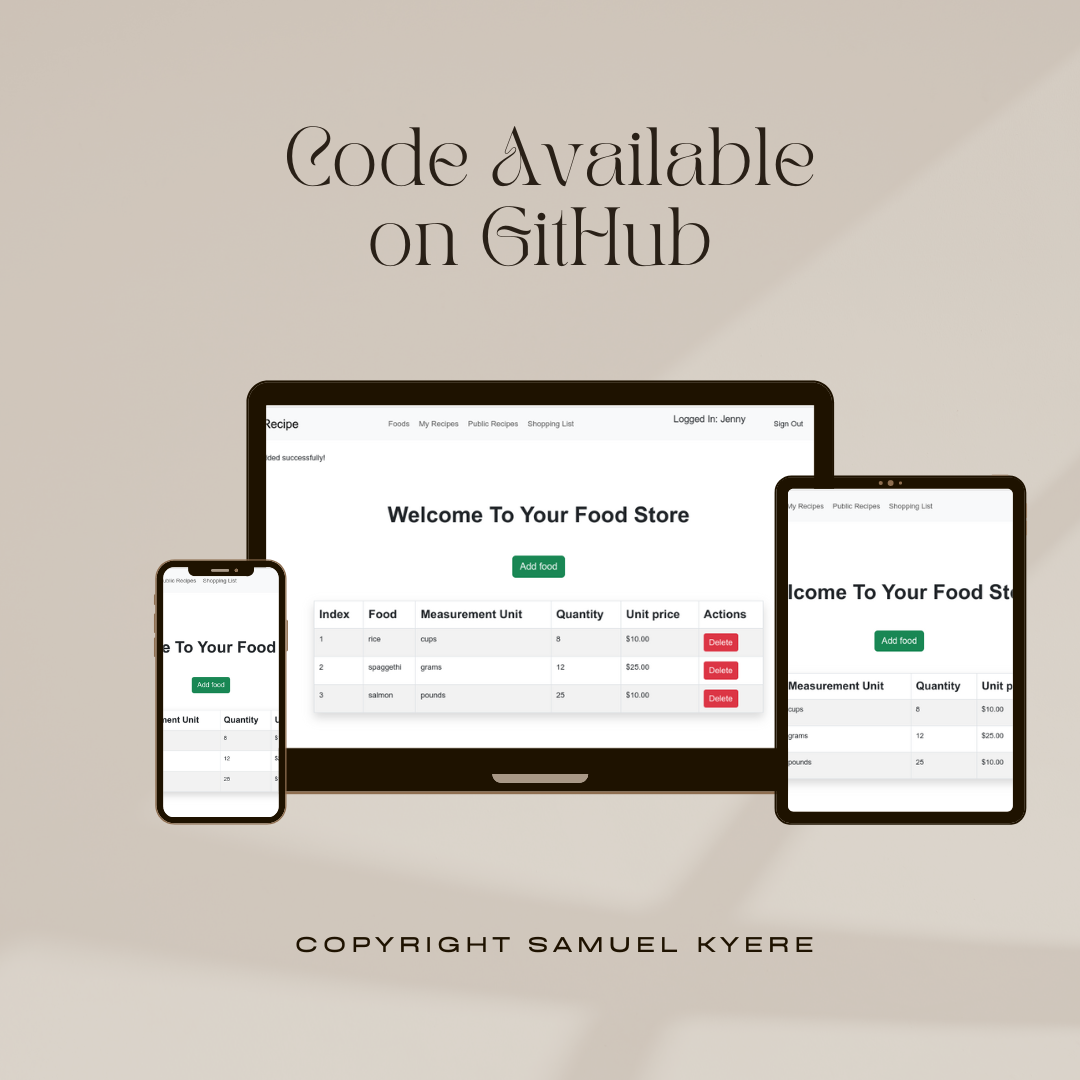 Code Available
on GitHub
Recipe Foods My Recipes Public Recipes Shopping List Logged In: Jenny Sign Out
dded successfully!
Welcome To Your Food Store
Add food
Index Food Measurement Unit Quantity Unit price Actions
1 rice cups 8 $10.00 Delete
2 spaggethi grams 12 $25.00 Delete
3 salmon pounds 25 $10.00 Delete
My Recipes Public Recipes Shopping List
lcome To Your Food Sto
Add food
Measurement Unit Quantity Unit p
cups 8 $10.00
grams 12 $25.00
pounds 25 $10.00
ublic Recipes Shopping List
e To Your Food
Add food
ment Unit Quantity U
8 $
12 $
25 $
COPYRIGHT SAMUEL KYERE